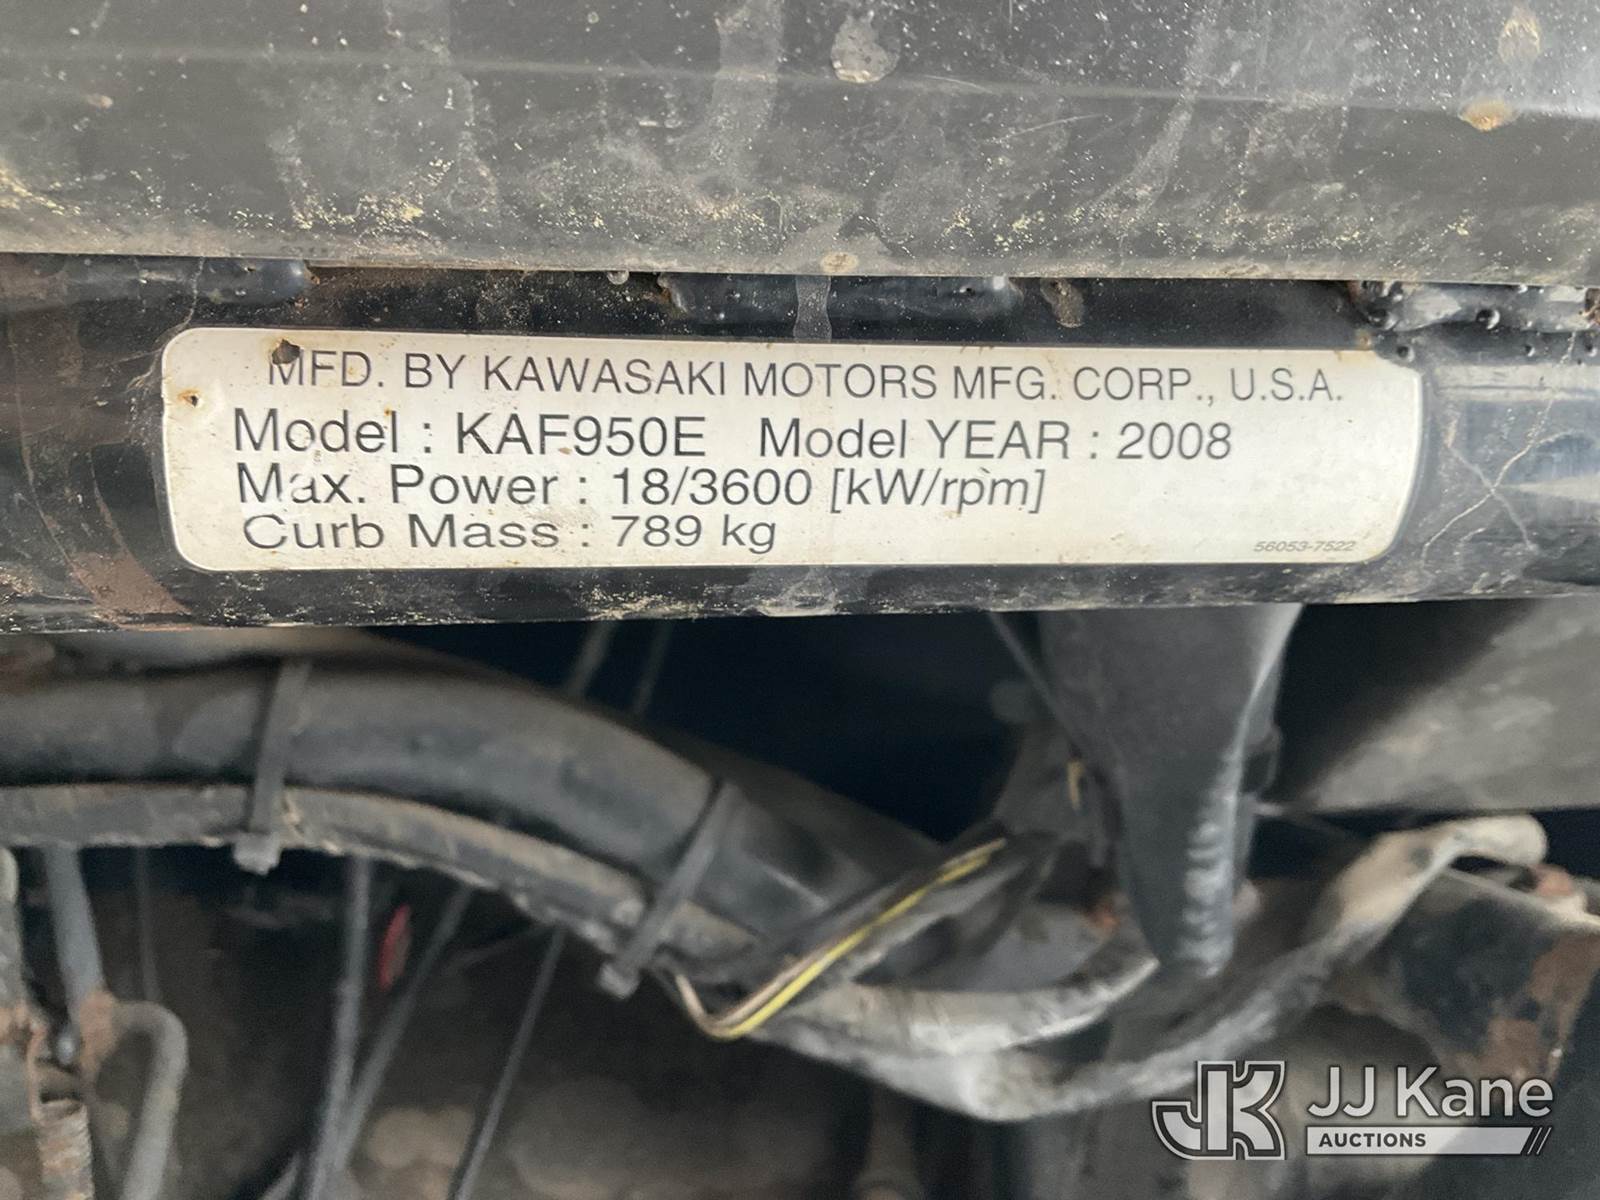 MFD. BY KAWASAKI MOTORS MFG. CORP., U.S.A.
Model : KAF950E Model YEAR : 2008
Max. Power : 18/3600 [kW/rpm]
Curb Mass : 789 kg
56053-7522
JK JJ Kane
AUCTIONS